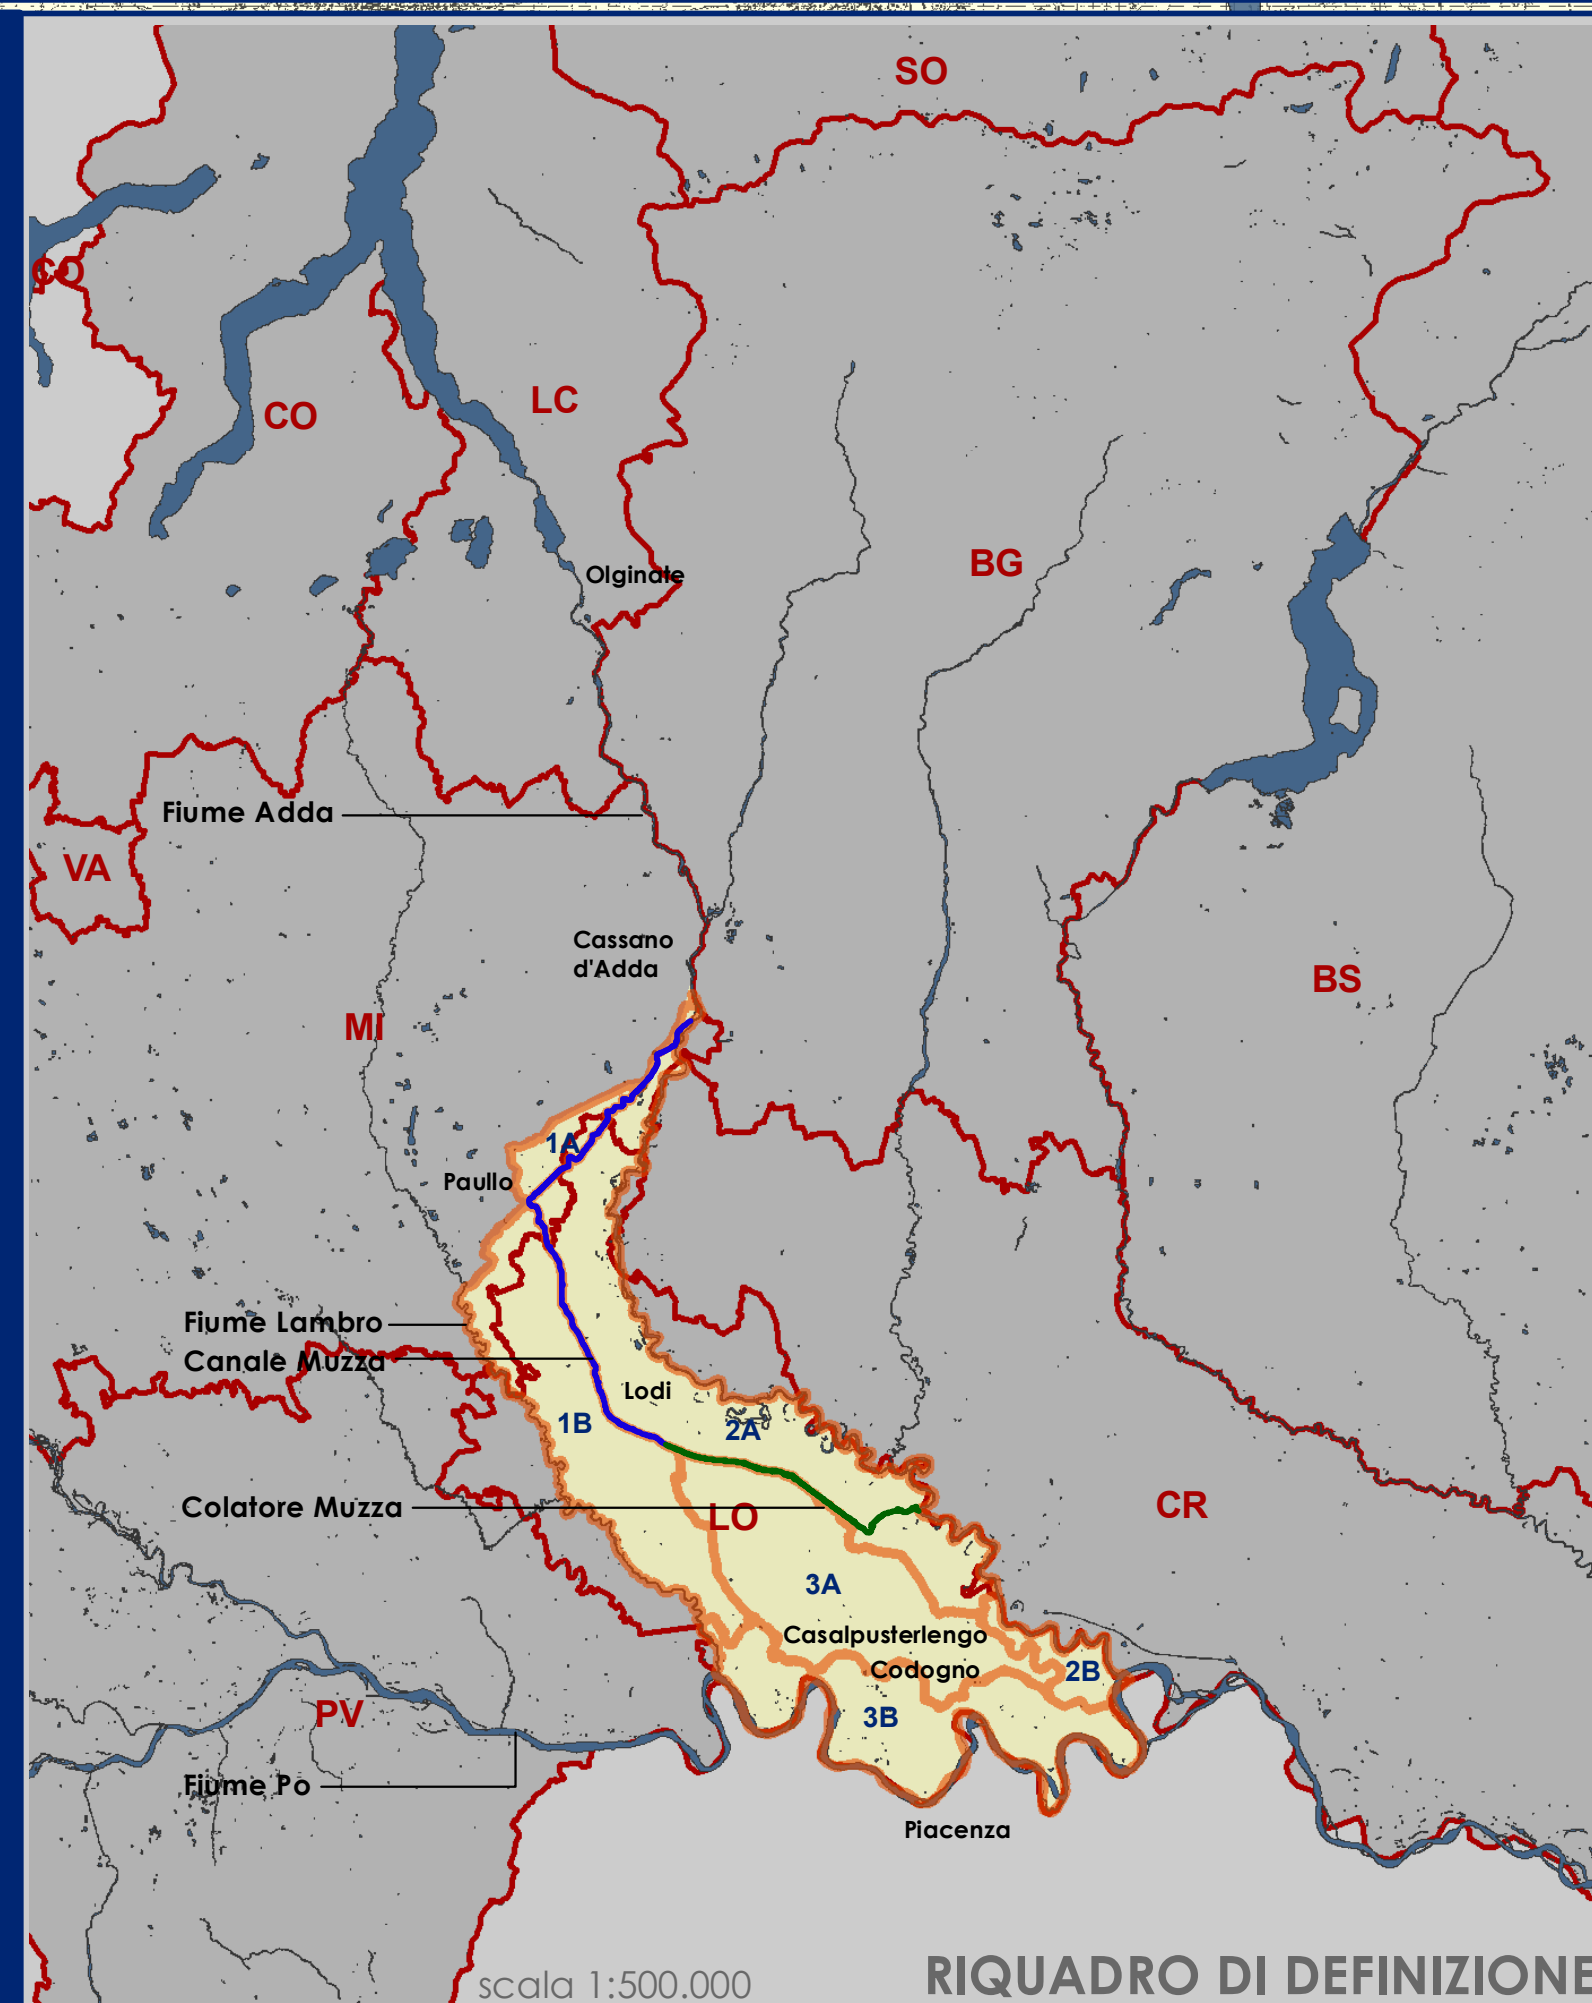 SO
CO
LC
CO
BG
Olginate
Fiume Adda
VA
Cassano
d'Adda
BS
MI
1A
Paullo
Fiume Lambro
Canale Muzza
Lodi
1B
2A
Colatore Muzza
LO
CR
3A
Casalpusterlengo
Codogno
2B
PV
3B
Fiume Po
Piacenza
scala 1:500.000
RIQUADRO DI DEFINIZIONE